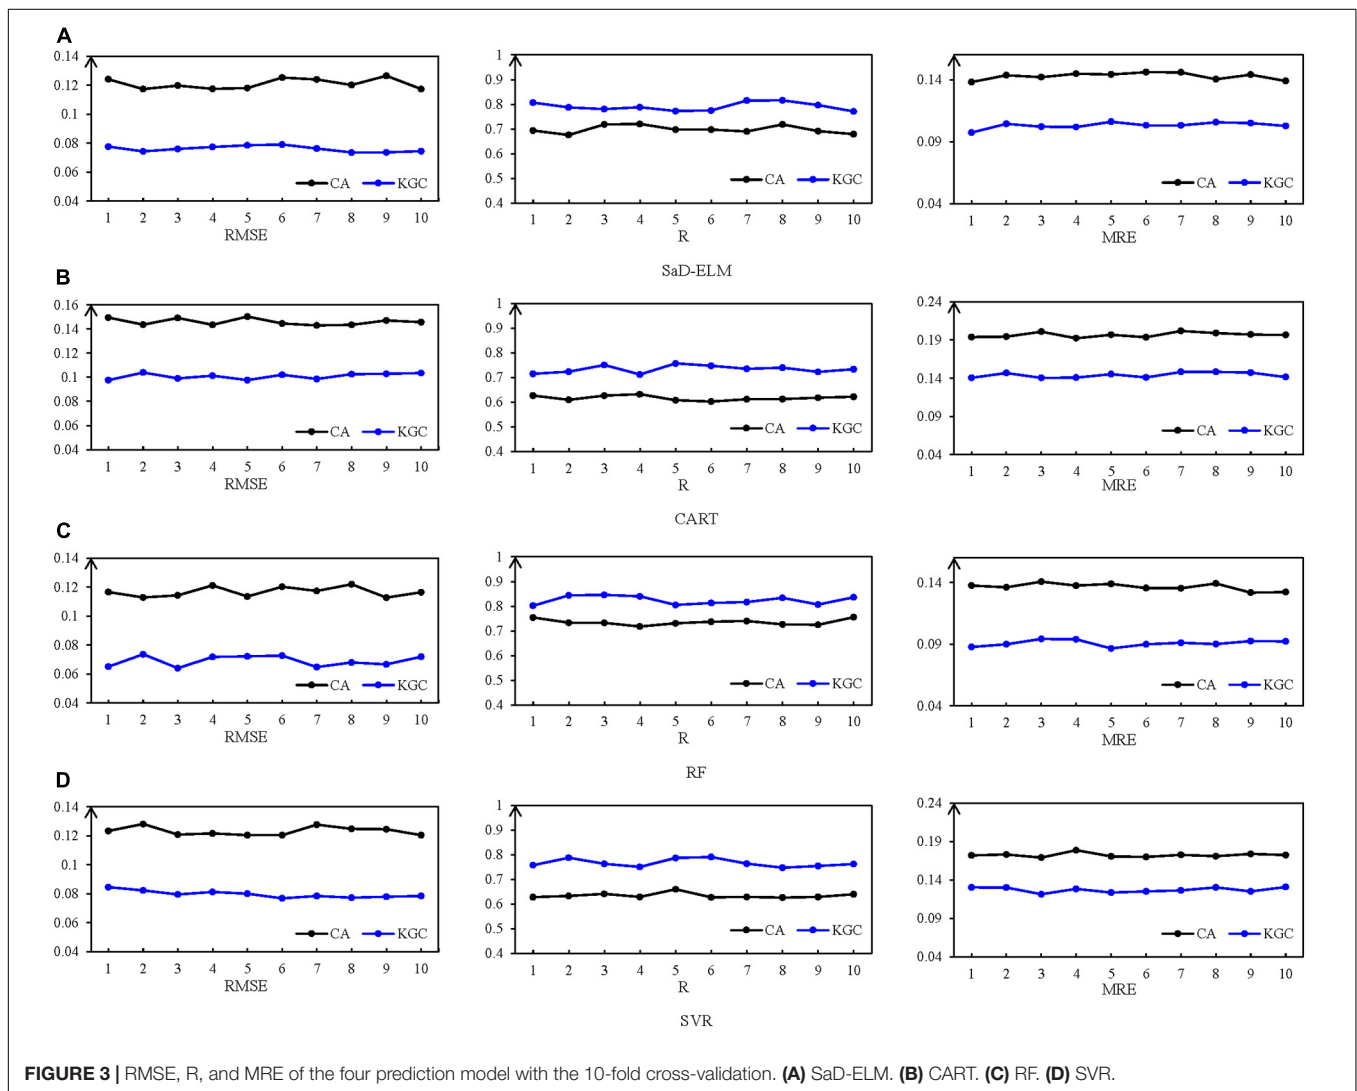 A
0.14
0.12
0.1
0.08
0.06
0.04
1 2 3 4 5 6 7 8 9 10
RMSE
CA KGC
1
0.9
0.8
0.7
0.6
0.5
0.4
1 2 3 4 5 6 7 8 9 10
R
CA KGC
0.14
0.09
0.04
1 2 3 4 5 6 7 8 9 10
MRE
CA KGC
SaD-ELM
B
0.16
0.14
0.12
0.1
0.08
0.06
0.04
1 2 3 4 5 6 7 8 9 10
RMSE
CA KGC
1
0.9
0.8
0.7
0.6
0.5
0.4
1 2 3 4 5 6 7 8 9 10
R
CA KGC
0.24
0.19
0.14
0.09
0.04
1 2 3 4 5 6 7 8 9 10
MRE
CA KGC
CART
C
0.14
0.12
0.1
0.08
0.06
0.04
1 2 3 4 5 6 7 8 9 10
RMSE
CA KGC
1
0.9
0.8
0.7
0.6
0.5
0.4
1 2 3 4 5 6 7 8 9 10
R
CA KGC
0.14
0.09
0.04
1 2 3 4 5 6 7 8 9 10
MRE
CA KGC
RF
D
0.14
0.12
0.1
0.08
0.06
0.04
1 2 3 4 5 6 7 8 9 10
RMSE
CA KGC
1
0.9
0.8
0.7
0.6
0.5
0.4
1 2 3 4 5 6 7 8 9 10
R
CA KGC
0.24
0.19
0.14
0.09
0.04
1 2 3 4 5 6 7 8 9 10
MRE
CA KGC
SVR
FIGURE 3 | RMSE, R, and MRE of the four prediction model with the 10-fold cross-validation. (A) SaD-ELM. (B) CART. (C) RF. (D) SVR.